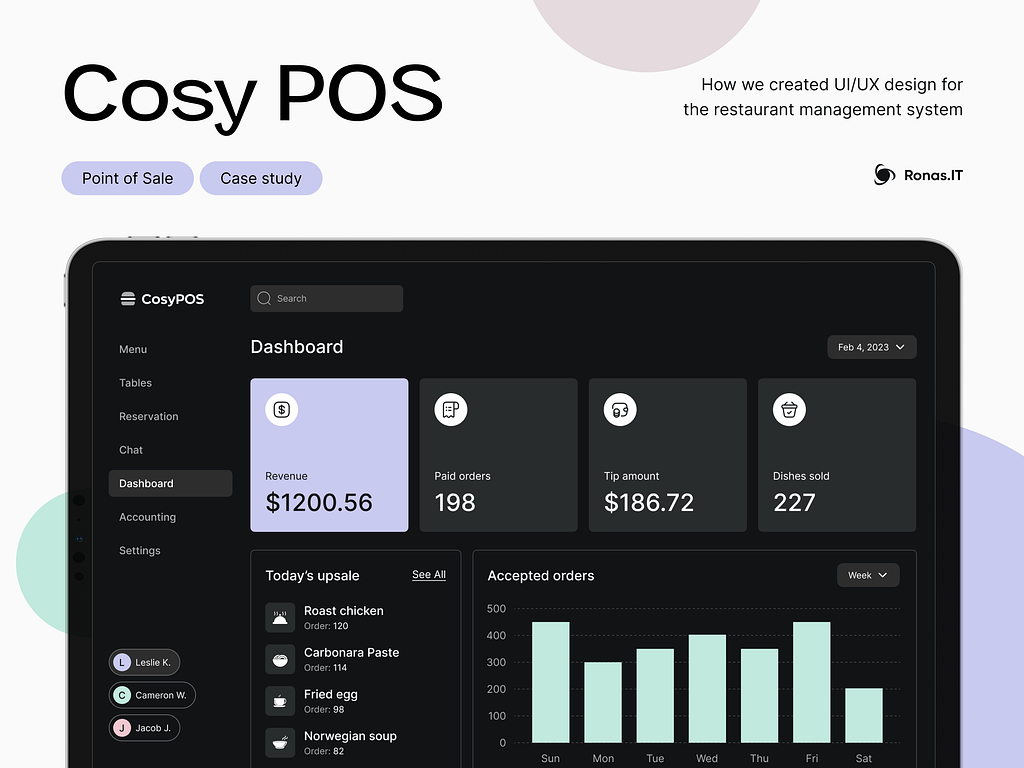 Cosy POS
How we created UI/UX design for
the restaurant management system
Point of Sale
Case study
Ronas.IT
CosyPOS
Search
Menu
Tables
Reservation
Chat
Dashboard
Accounting
Settings
L Leslie K.
C Cameron W.
J Jacob J.
Dashboard
Feb 4, 2023
Revenue
$1200.56
Paid orders
198
Tip amount
$186.72
Dishes sold
227
Today’s upsale
See All
Roast chicken
Order: 120
Carbonara Paste
Order: 114
Fried egg
Order: 98
Norwegian soup
Order: 82
Accepted orders
Week
500
400
300
200
100
0
Sun Mon Tue Wed Thu Fri Sat